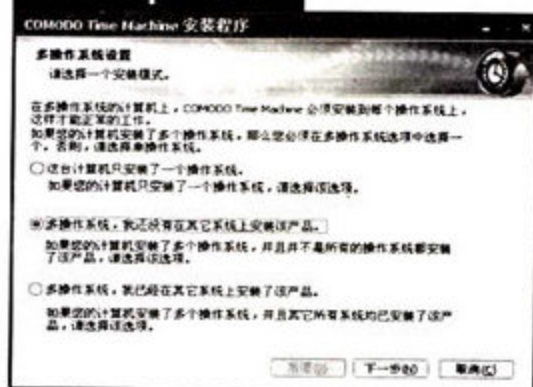 COMODO Time Machine 安装程序
多操作系统设置
请选择一个安装模式。
在多操作系统的计算机上，COMODO Time Machine 必须安装到每个操作系统上，
这样才能正常的工作。
如果您的计算机安装了多个操作系统，那么您必须在多操作系统选项中选择一
个。否则，请选择单操作系统。
这台计算机只安装了一个操作系统。
如果您的计算机只安装了一个操作系统，请选择该选项。
多操作系统，我还没有在其它系统上安装该产品。
如果您的计算机安装了多个操作系统，并且并不是所有的操作系统都安装
了该产品，请选择该选项。
多操作系统，我已经在其它系统上安装了该产品。
如果您的计算机安装了多个操作系统，并且其它所有系统均已安装了该产
品，请选择该选项。
下一步(N)
取消(C)